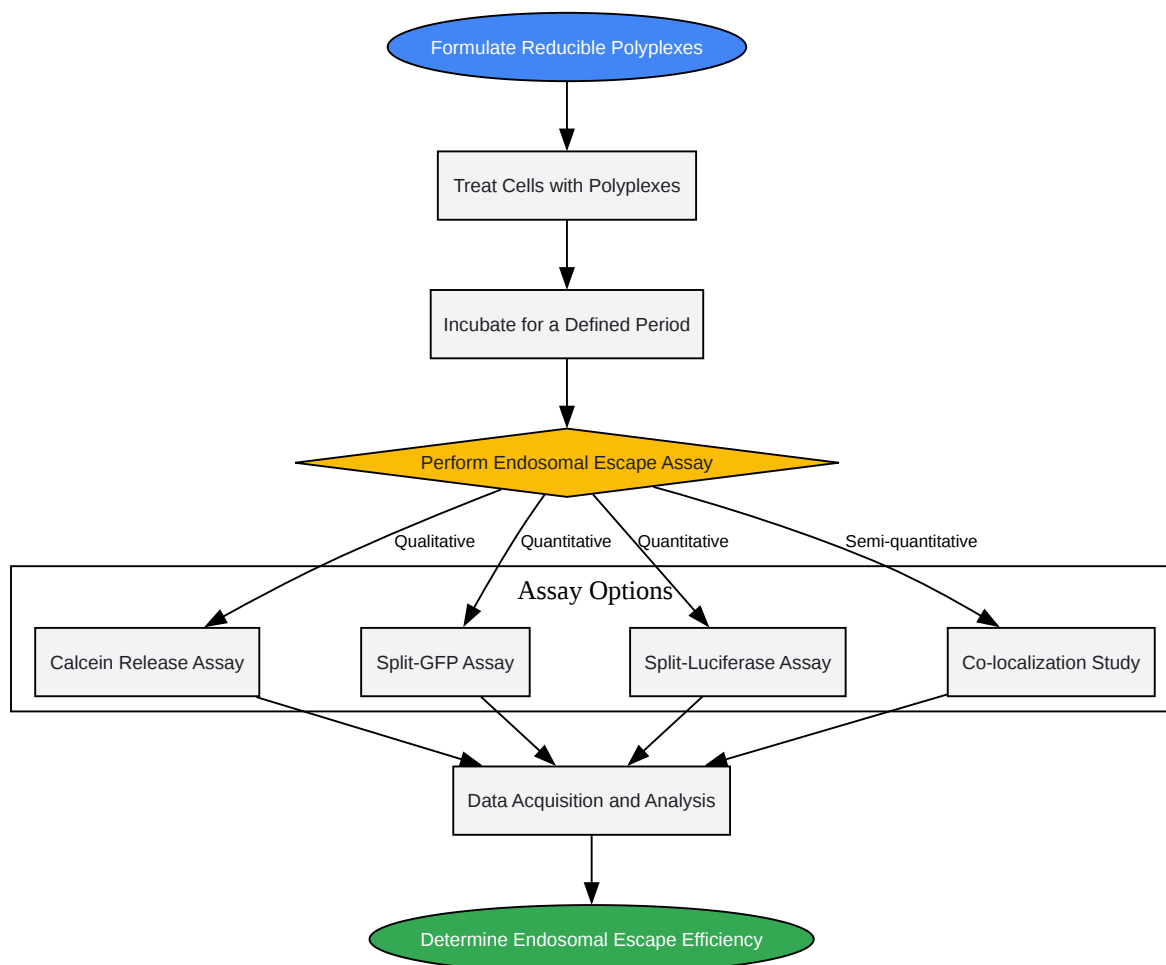 Formulate Reducible Polyplexes
Treat Cells with Polyplexes
Incubate for a Defined Period
Perform Endosomal Escape Assay
Qualitative
Quantitative
Quantitative
Semi-quantitative
Assay Options
Calcein Release Assay
Split-GFP Assay
Split-Luciferase Assay
Co-localization Study
Data Acquisition and Analysis
Determine Endosomal Escape Efficiency